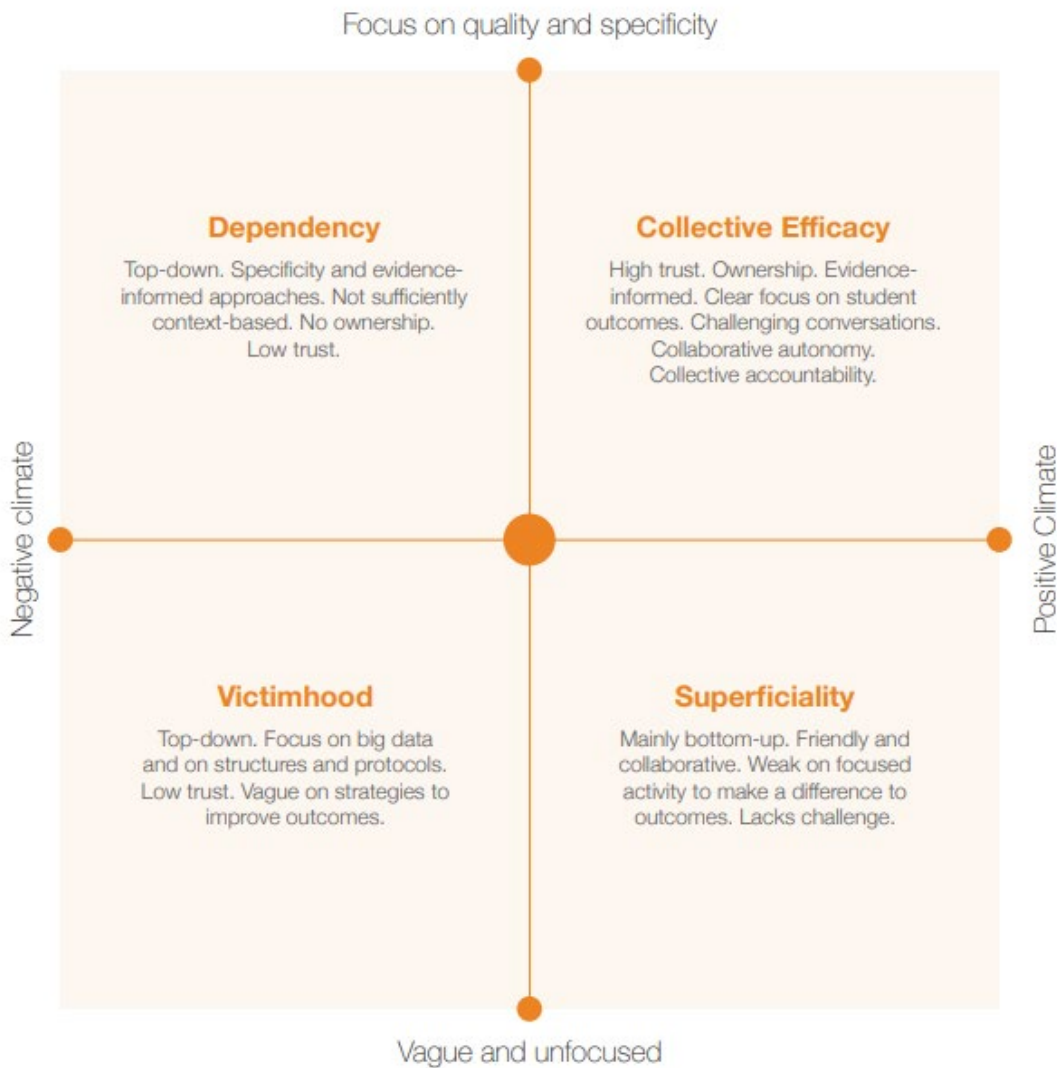 Focus on quality and specificity
Dependency
Top-down. Specificity and evidence-
informed approaches. Not sufficiently
context-based. No ownership.
Low trust.
Collective Efficacy
High trust. Ownership. Evidence-
informed. Clear focus on student
outcomes. Challenging conversations.
Collaborative autonomy.
Collective accountability.
Negative climate
Positive Climate
Victimhood
Top-down. Focus on big data
and on structures and protocols.
Low trust. Vague on strategies to
improve outcomes.
Superficiality
Mainly bottom-up. Friendly and
collaborative. Weak on focused
activity to make a difference to
outcomes. Lacks challenge.
Vague and unfocused